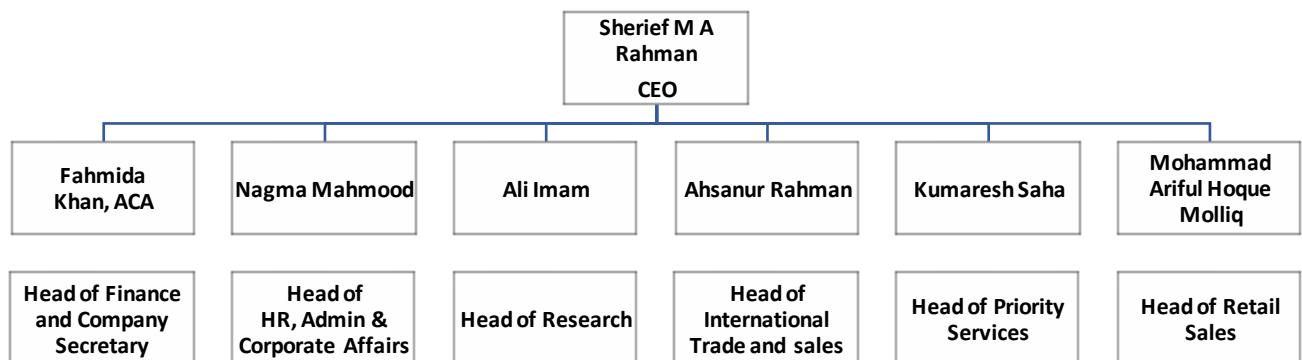 Sherief M A
Rahman
CEO
Fahmida
Khan, ACA
Nagma Mahmood
Ali Imam
Ahsanur Rahman
Kumaresh Saha
Mohammad
Ariful Hoque
Molliq
Head of Finance
and Company
Secretary
Head of
HR, Admin &
Corporate Affairs
Head of Research
Head of
International
Trade and sales
Head of Priority
Services
Head of Retail
Sales